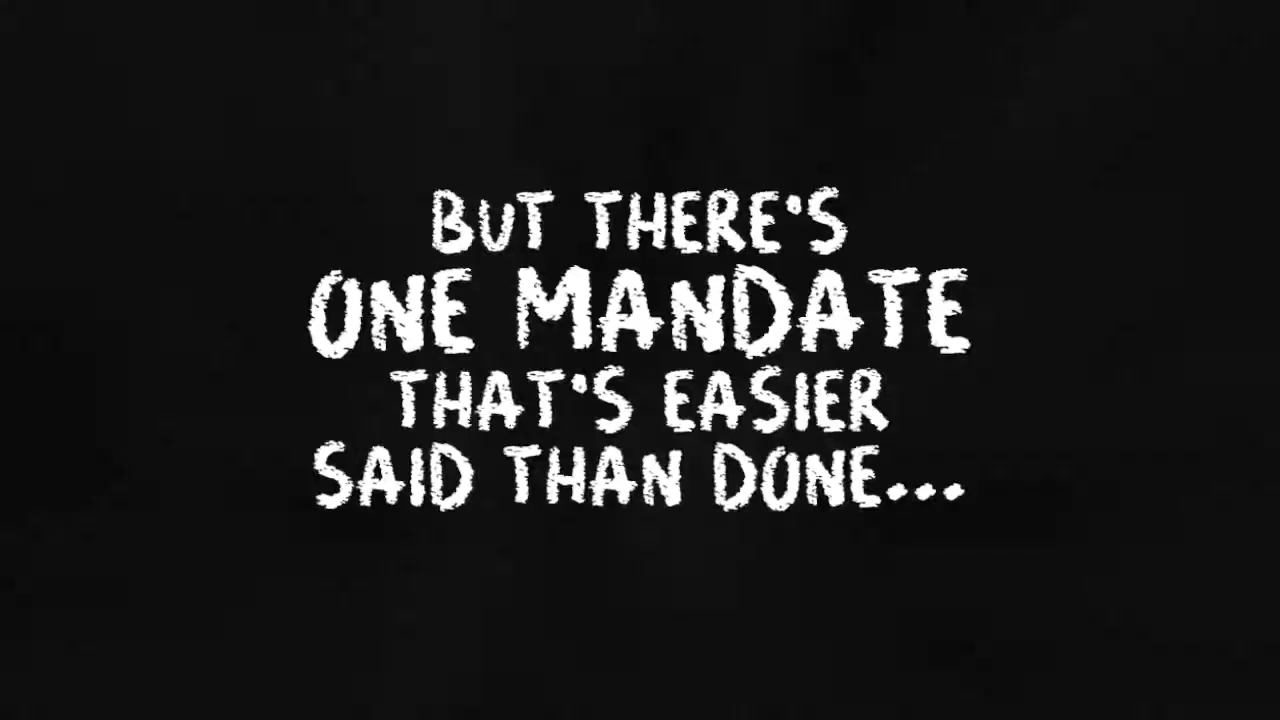 BUT THERE'S
ONE MANDATE
THAT'S EASIER
SAID THAN DONE...